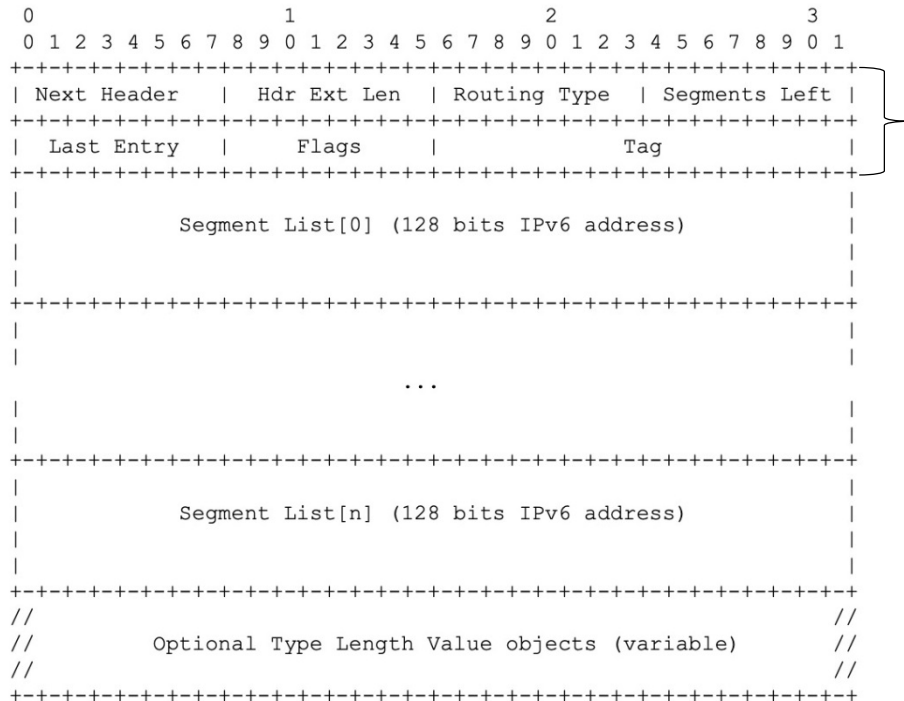 0                   1                   2                   3
 0 1 2 3 4 5 6 7 8 9 0 1 2 3 4 5 6 7 8 9 0 1 2 3 4 5 6 7 8 9 0 1
+-+-+-+-+-+-+-+-+-+-+-+-+-+-+-+-+-+-+-+-+-+-+-+-+-+-+-+-+-+-+-+-+
| Next Header   |  Hdr Ext Len  | Routing Type  | Segments Left |
+-+-+-+-+-+-+-+-+-+-+-+-+-+-+-+-+-+-+-+-+-+-+-+-+-+-+-+-+-+-+-+-+
|  Last Entry   |     Flags     |              Tag              |
+-+-+-+-+-+-+-+-+-+-+-+-+-+-+-+-+-+-+-+-+-+-+-+-+-+-+-+-+-+-+-+-+
|                                                               |
|            Segment List[0] (128 bits IPv6 address)            |
|                                                               |
|                                                               |
+-+-+-+-+-+-+-+-+-+-+-+-+-+-+-+-+-+-+-+-+-+-+-+-+-+-+-+-+-+-+-+-+
|                                                               |
|                                                               |
                              ...
|                                                               |
|                                                               |
+-+-+-+-+-+-+-+-+-+-+-+-+-+-+-+-+-+-+-+-+-+-+-+-+-+-+-+-+-+-+-+-+
|                                                               |
|            Segment List[n] (128 bits IPv6 address)            |
|                                                               |
|                                                               |
+-+-+-+-+-+-+-+-+-+-+-+-+-+-+-+-+-+-+-+-+-+-+-+-+-+-+-+-+-+-+-+-+
//                                                             //
//         Optional Type Length Value objects (variable)       //
//                                                             //
+-+-+-+-+-+-+-+-+-+-+-+-+-+-+-+-+-+-+-+-+-+-+-+-+-+-+-+-+-+-+-+-+